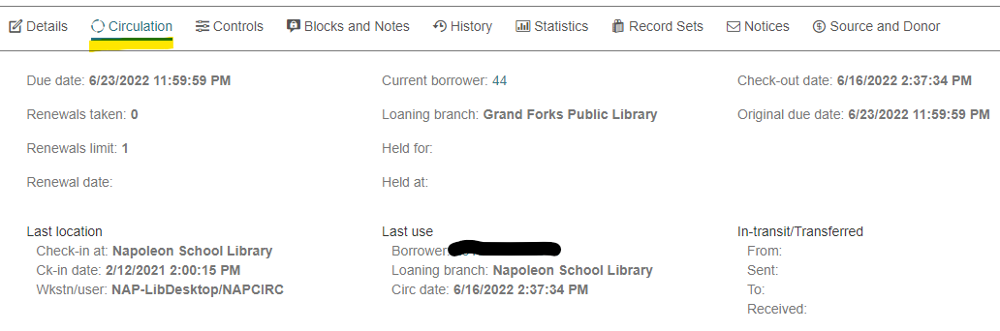 Details Circulation Controls Blocks and Notes History Statistics Record Sets Notices Source and Donor
Due date: 6/23/2022 11:59:59 PM
Current borrower: 44
Check-out date: 6/16/2022 2:37:34 PM
Renewals taken: 0
Loaning branch: Grand Forks Public Library
Original due date: 6/23/2022 11:59:59 PM
Renewals limit: 1
Held for:
Renewal date:
Held at:
Last location
Check-in at: Napoleon School Library
Ck-in date: 2/12/2021 2:00:15 PM
Wkstn/user: NAP-LibDesktop/NAPCIRC
Last use
Borrower
Loaning branch: Napoleon School Library
Circ date: 6/16/2022 2:37:34 PM
In-transit/Transferred
From:
Sent:
To:
Received: